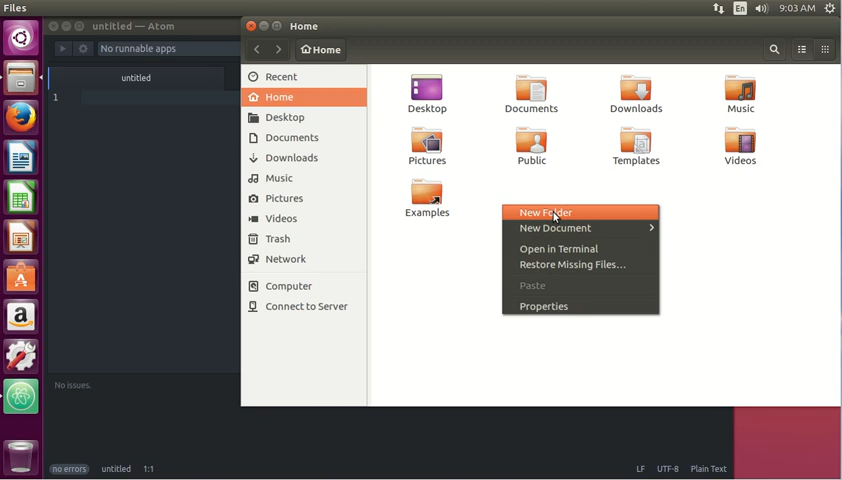 Files
En
9:03 AM
untitled — Atom
No runnable apps
untitled
1
No issues.
no errors
untitled
1:1
LF
UTF-8
Plain Text
Home
Home
Recent
Home
Desktop
Documents
Downloads
Music
Pictures
Videos
Trash
Network
Computer
Connect to Server
Desktop
Documents
Downloads
Music
Pictures
Public
Templates
Videos
Examples
New Folder
New Document
Open in Terminal
Restore Missing Files...
Paste
Properties